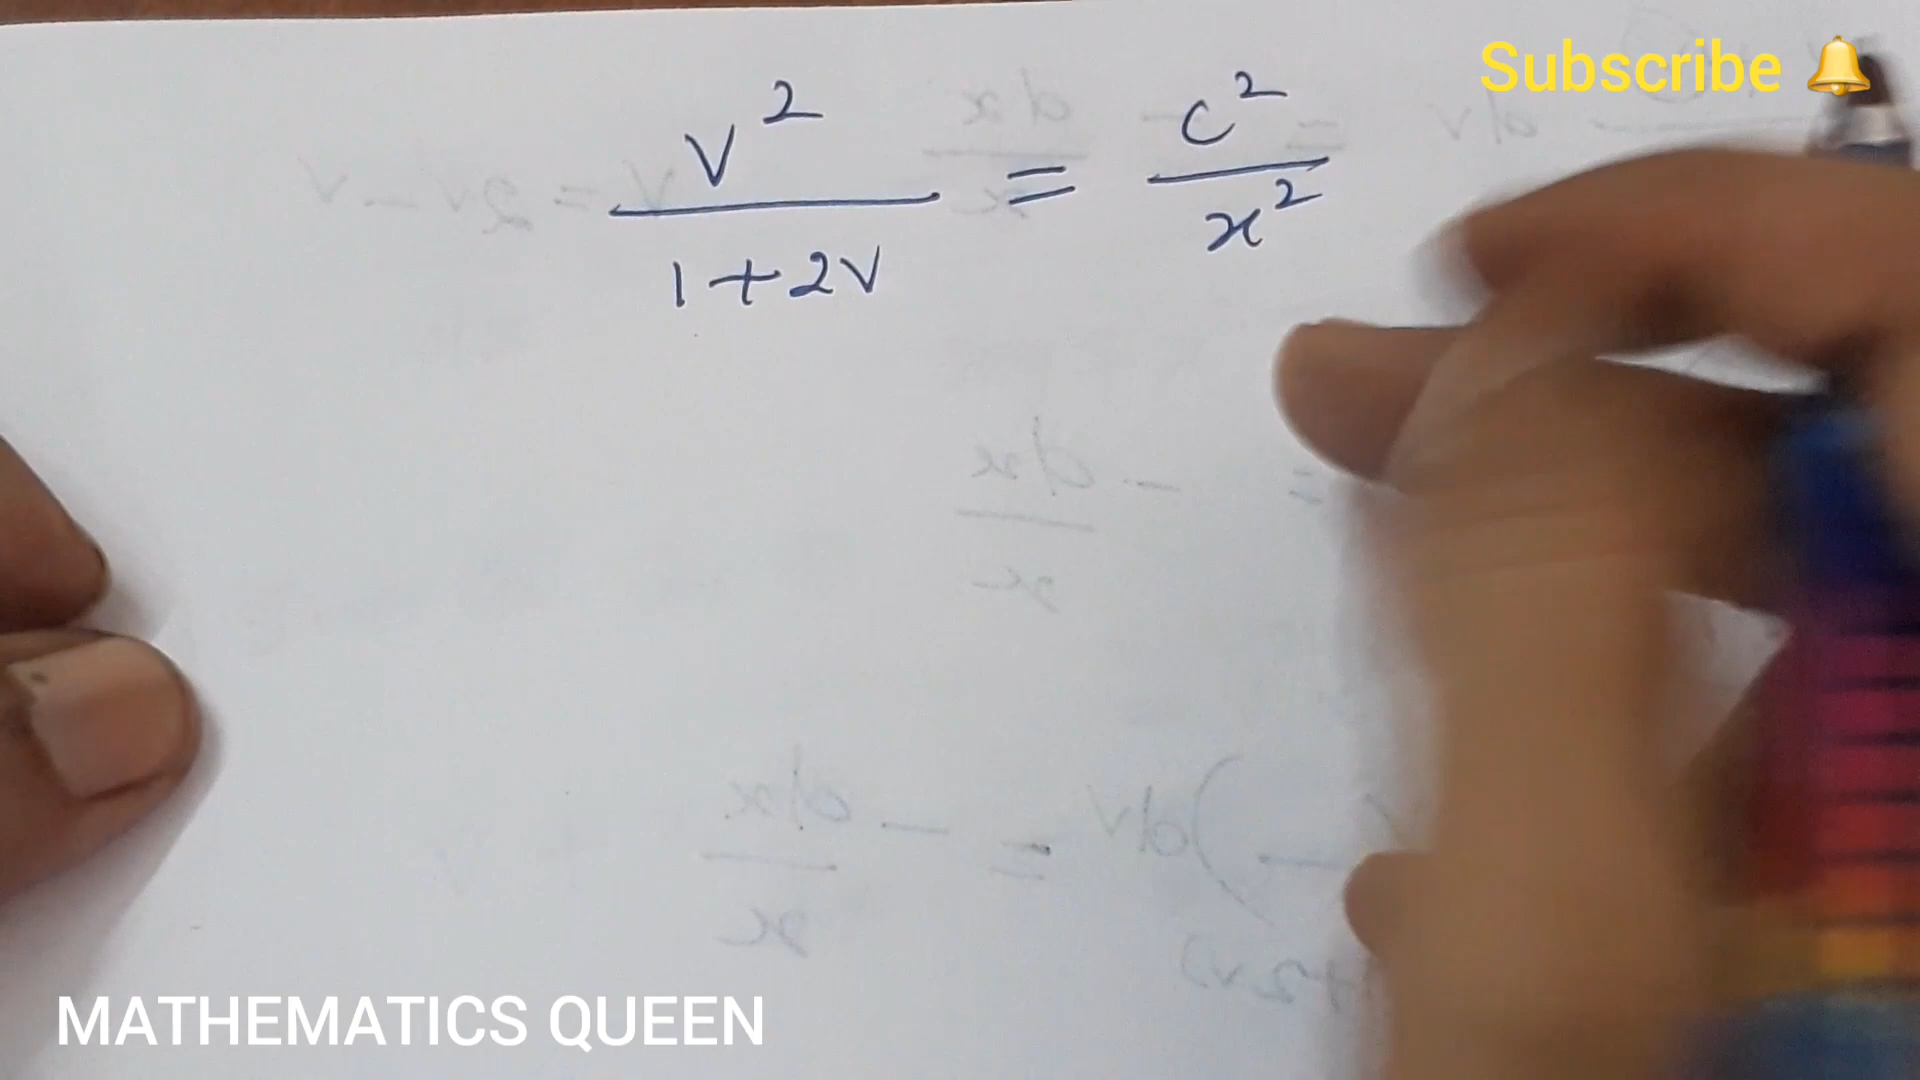 Subscribe 🔔
v² / (1+2v) = c² / x²
MATHEMATICS QUEEN